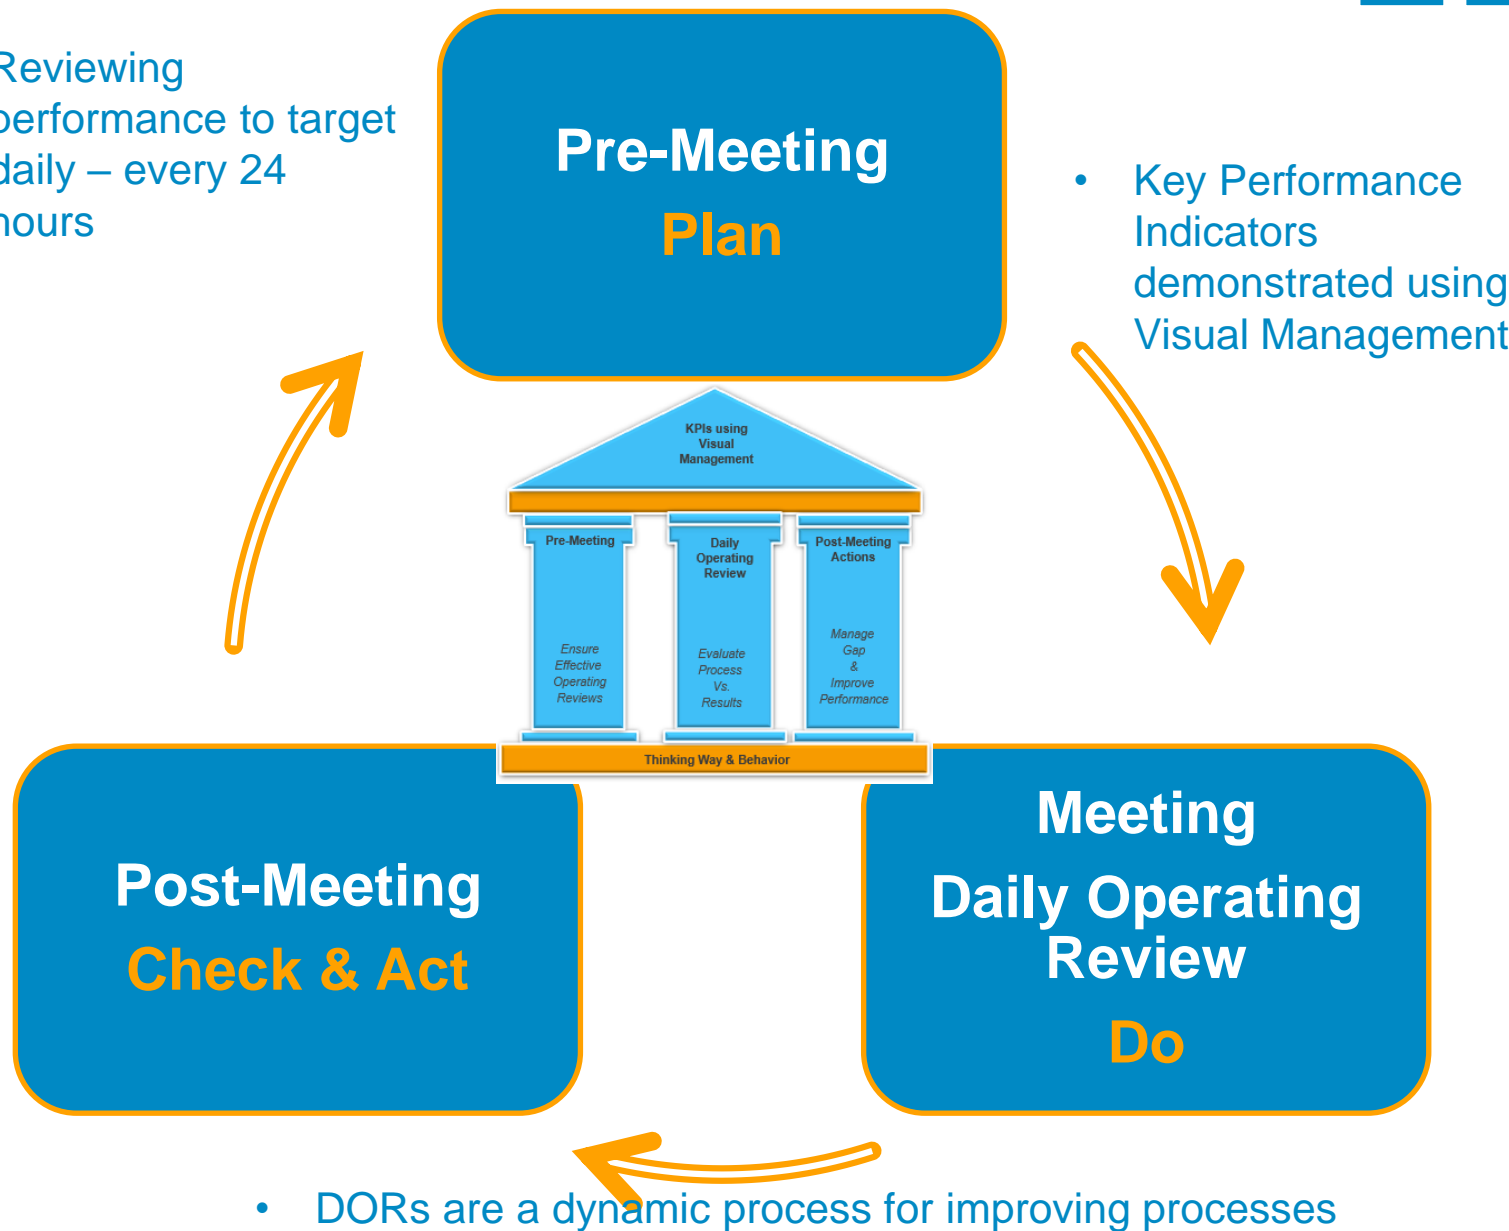 Reviewing
performance to target
daily – every 24
hours
Pre-Meeting
Plan
• Key Performance
Indicators
demonstrated using
Visual Management
KPIs using
Visual
Management
Pre-Meeting
Ensure
Effective
Operating
Reviews
Daily
Operating
Review
Evaluate
Process
Vs.
Results
Post-Meeting
Actions
Manage
Gap
&
Improve
Performance
Thinking Way & Behavior
Post-Meeting
Check & Act
Meeting
Daily Operating
Review
Do
• DORs are a dynamic process for improving processes